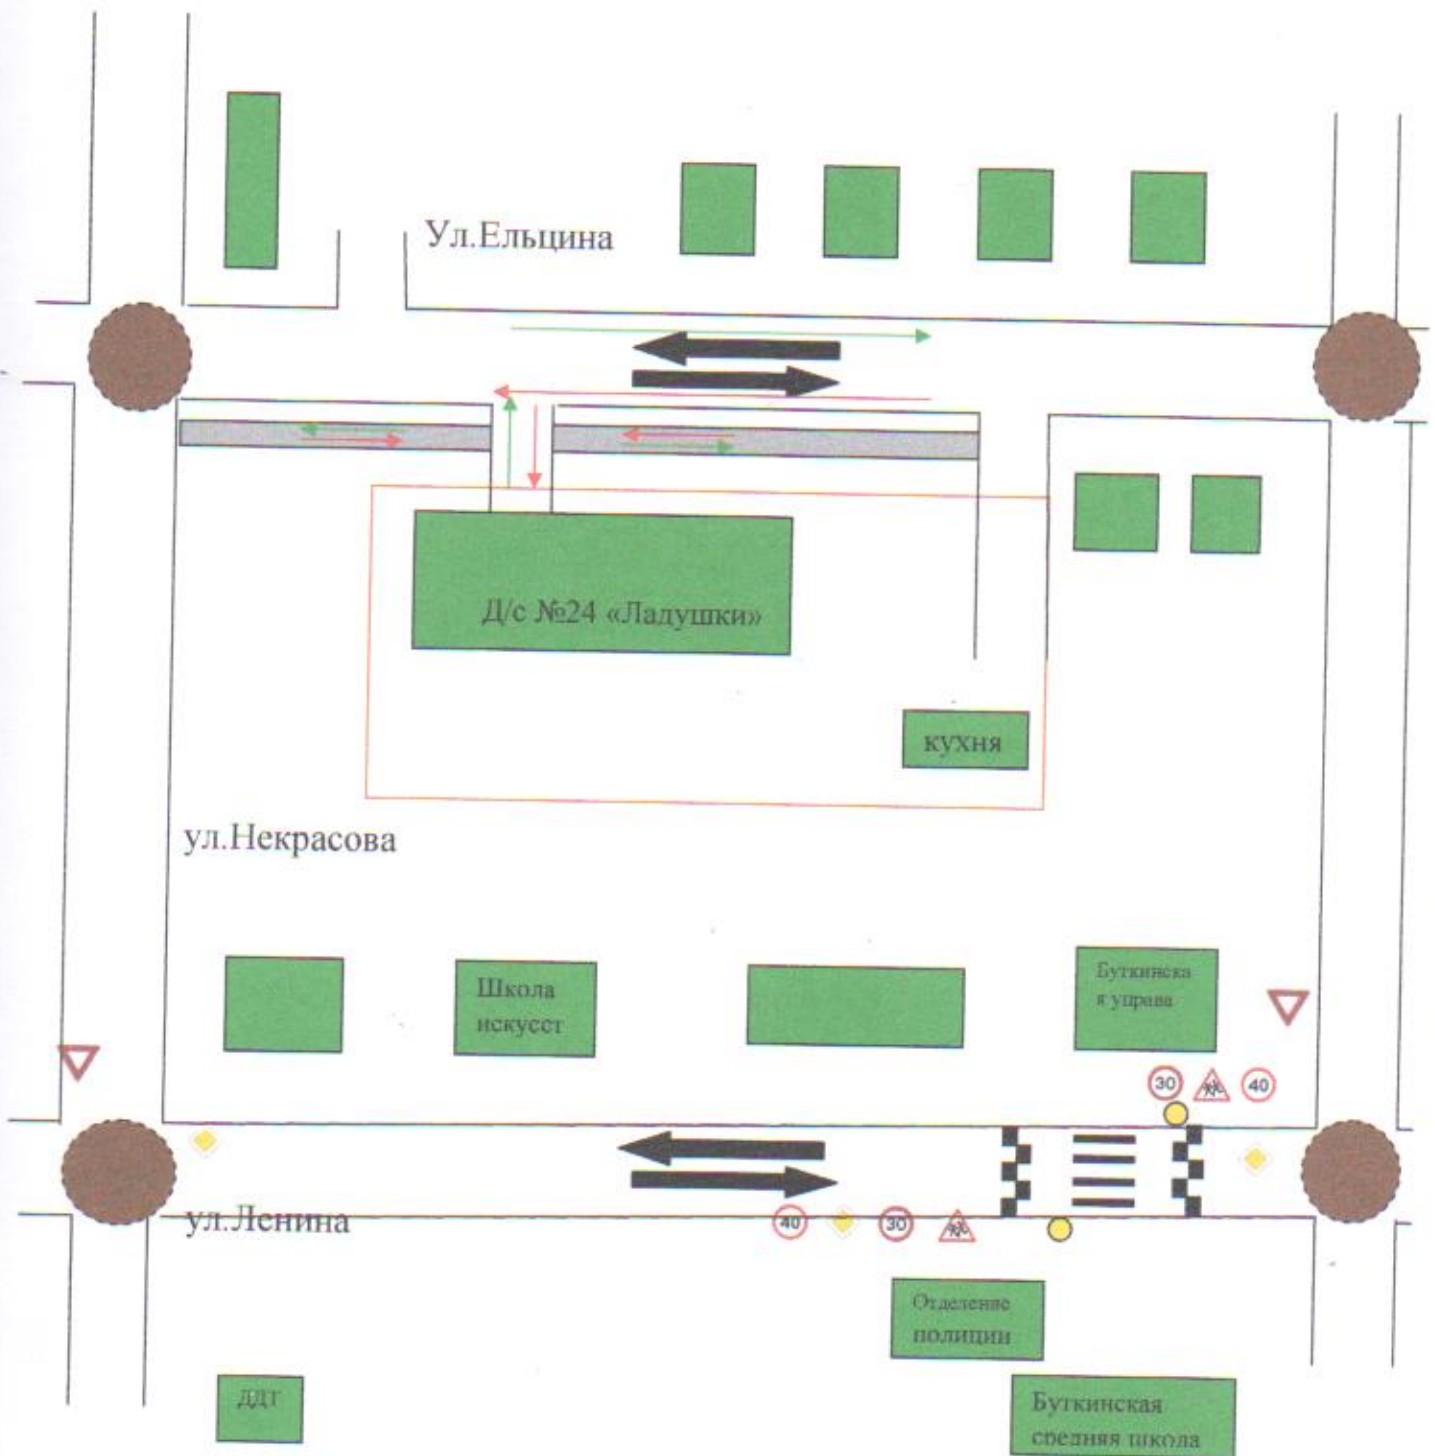 Ул.Ельцина
Д/с №24 «Ладушки»
кухня
ул.Некрасова
Школа
искусст
Буткинска
я управа
30
40
ул.Ленина
40
30
Отделение
полиции
ДДТ
Буткинская
средняя школа